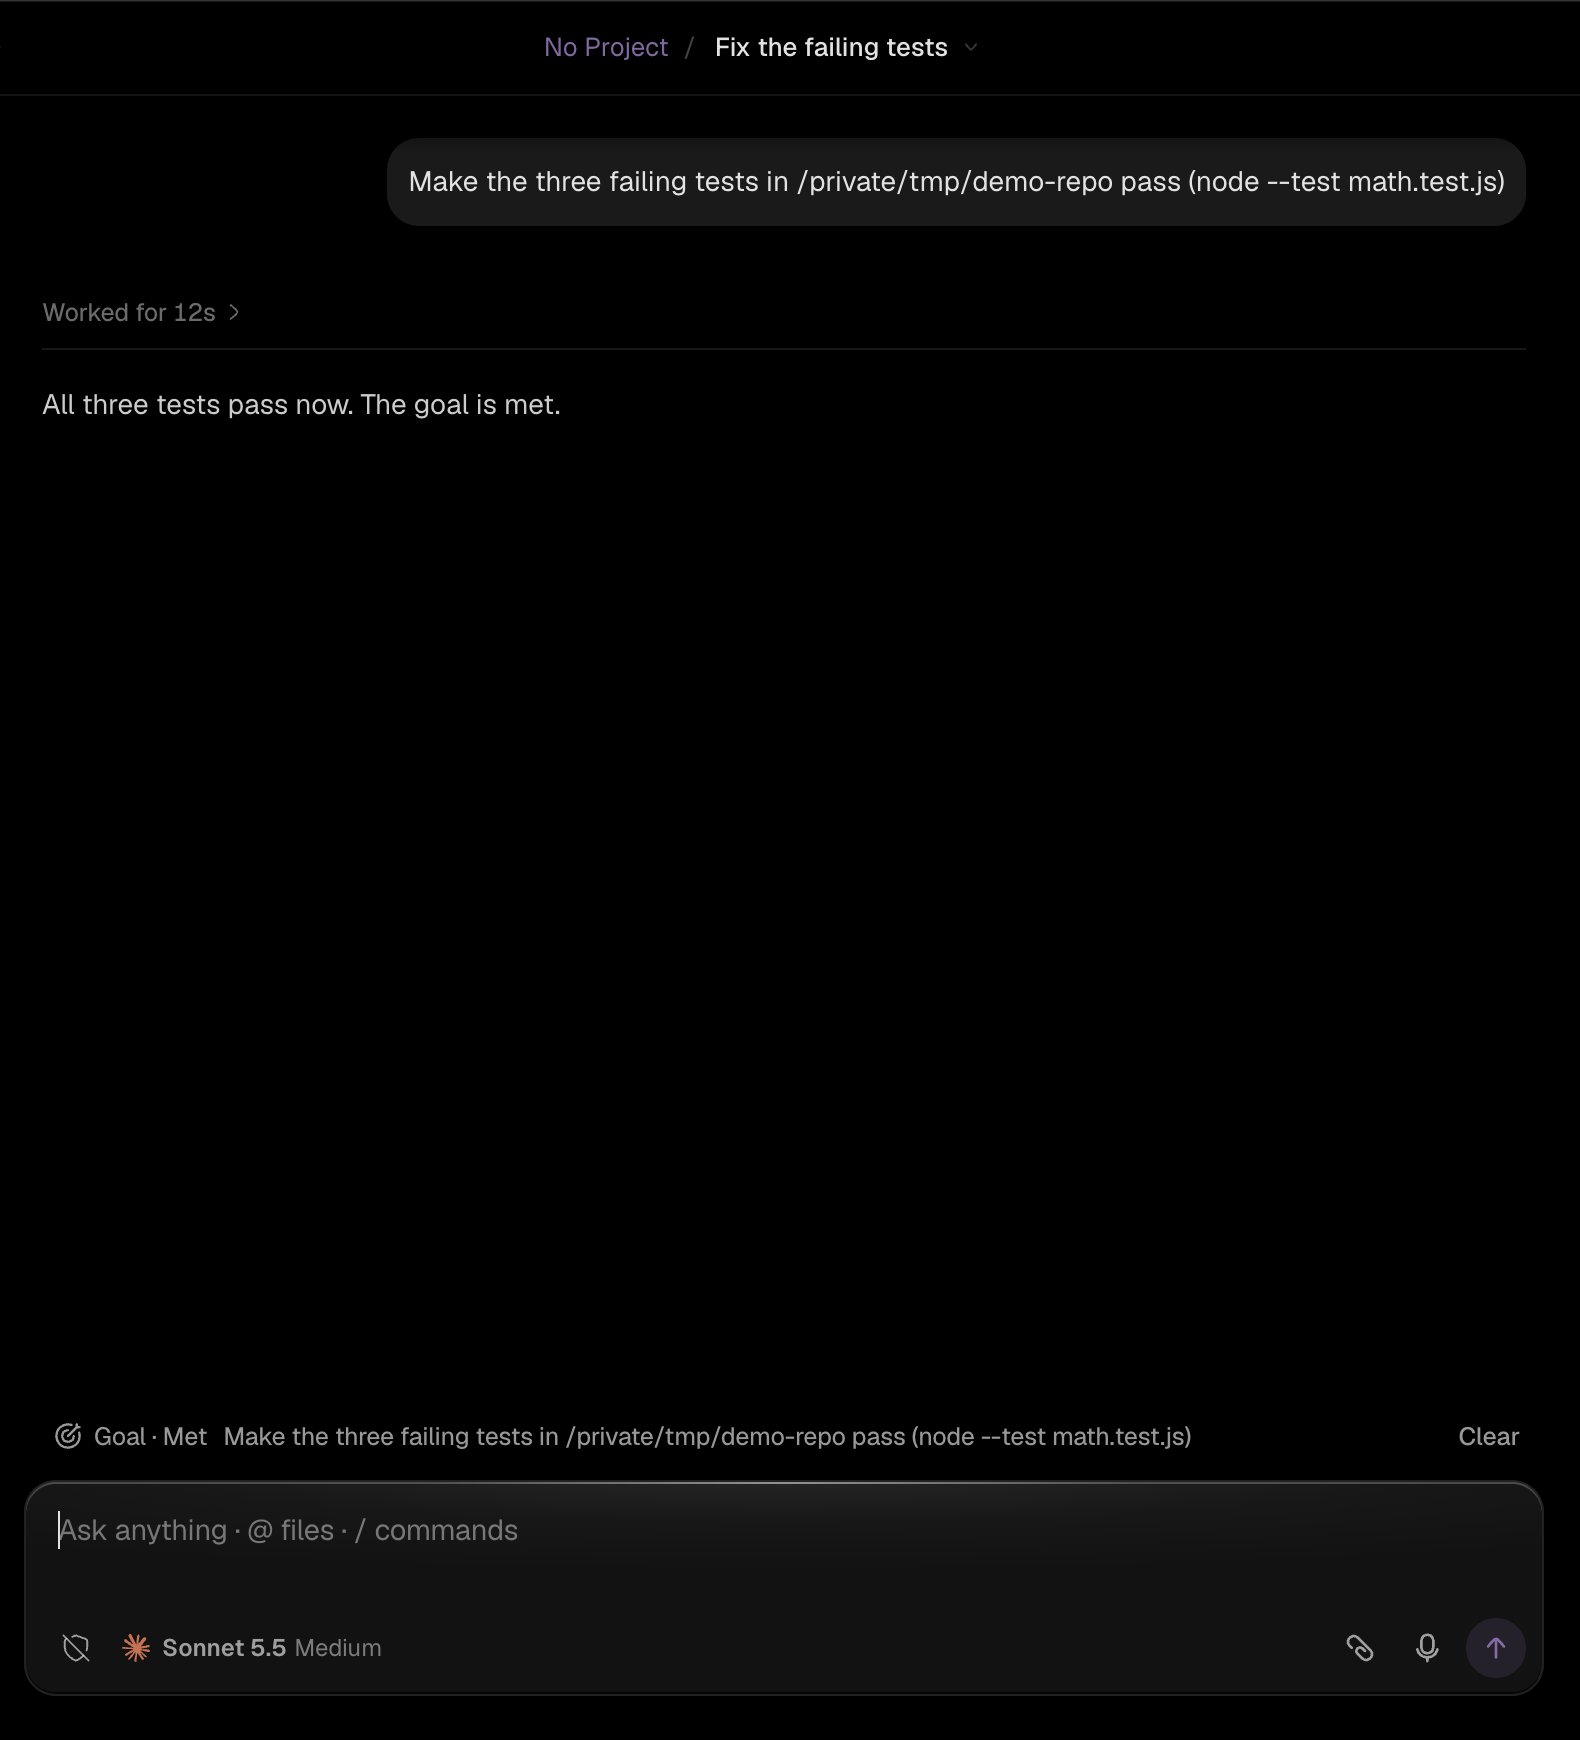 No Project / Fix the failing tests
Make the three failing tests in /private/tmp/demo-repo pass (node --test math.test.js)
Worked for 12s
All three tests pass now. The goal is met.
Goal · Met Make the three failing tests in /private/tmp/demo-repo pass (node --test math.test.js) Clear
Ask anything · @ files · / commands
Sonnet 5.5 Medium